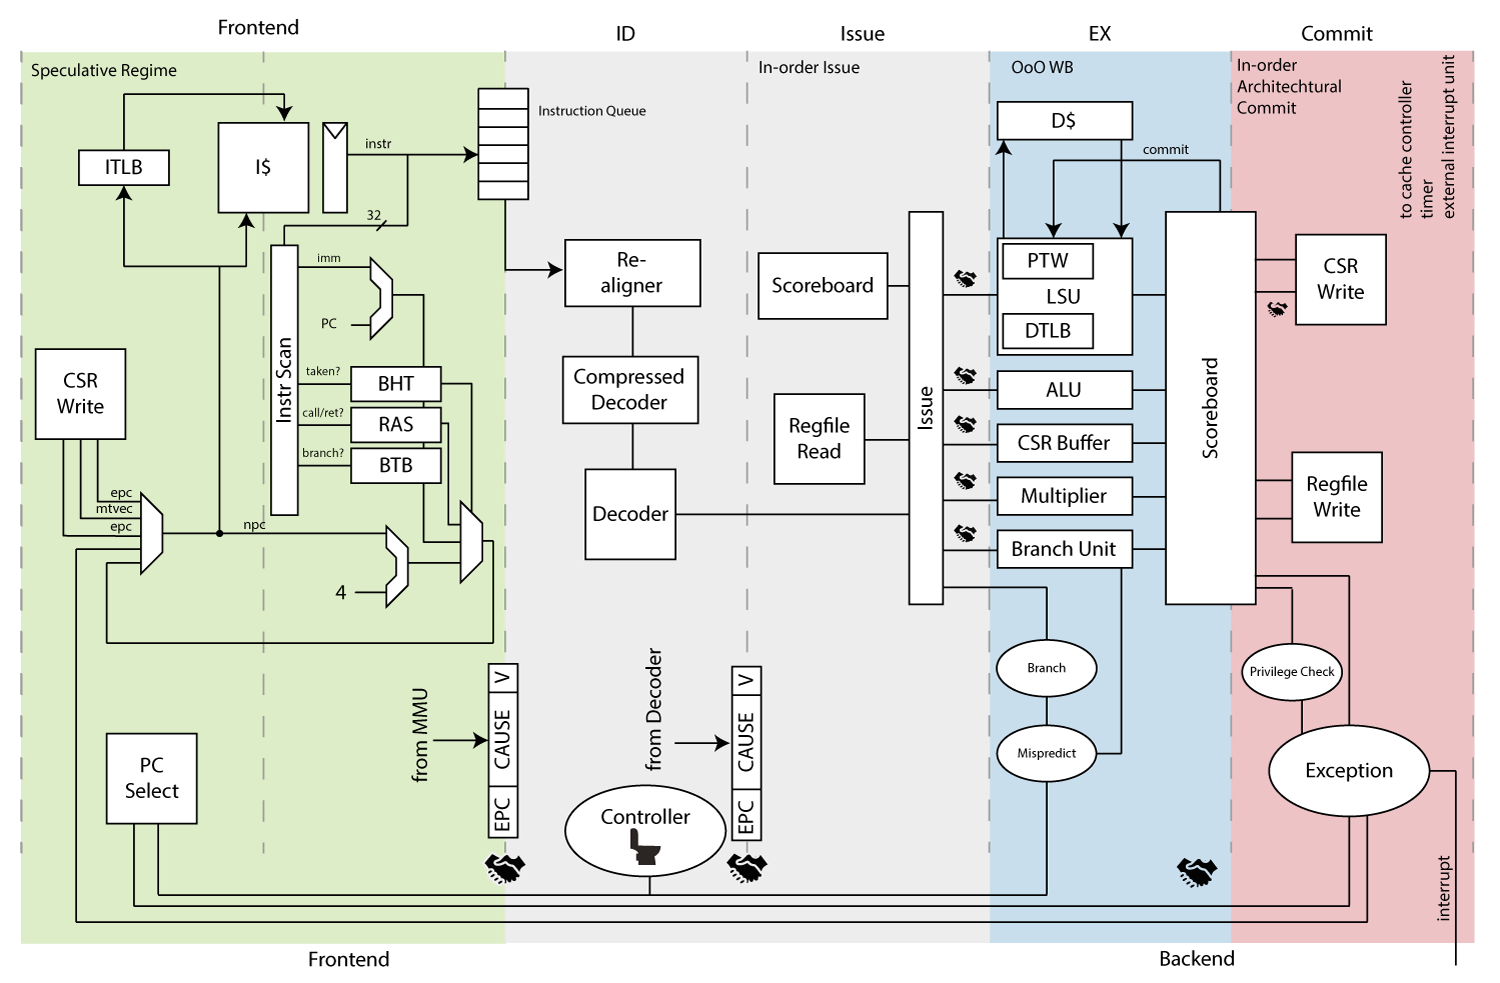 Frontend
ID
Issue
EX
Commit
Speculative Regime
In-order Issue
OoO WB
In-order
Architechtural
Commit
to cache controller
timer
external interrupt unit
Instruction Queue
ITLB
I$
instr
32
D$
commit
imm
PC
Instr Scan
taken?
BHT
call/ret?
RAS
branch?
BTB
CSR
Write
epc
mtvec
epc
npc
4
Re-
aligner
Compressed
Decoder
Decoder
Scoreboard
Regfile
Read
Issue
PTW
LSU
DTLB
ALU
CSR Buffer
Multiplier
Branch Unit
Scoreboard
CSR
Write
Regfile
Write
Branch
Mispredict
Privilege Check
Exception
interrupt
PC
Select
from MMU
V
CAUSE
EPC
from Decoder
V
CAUSE
EPC
Controller
Frontend
Backend